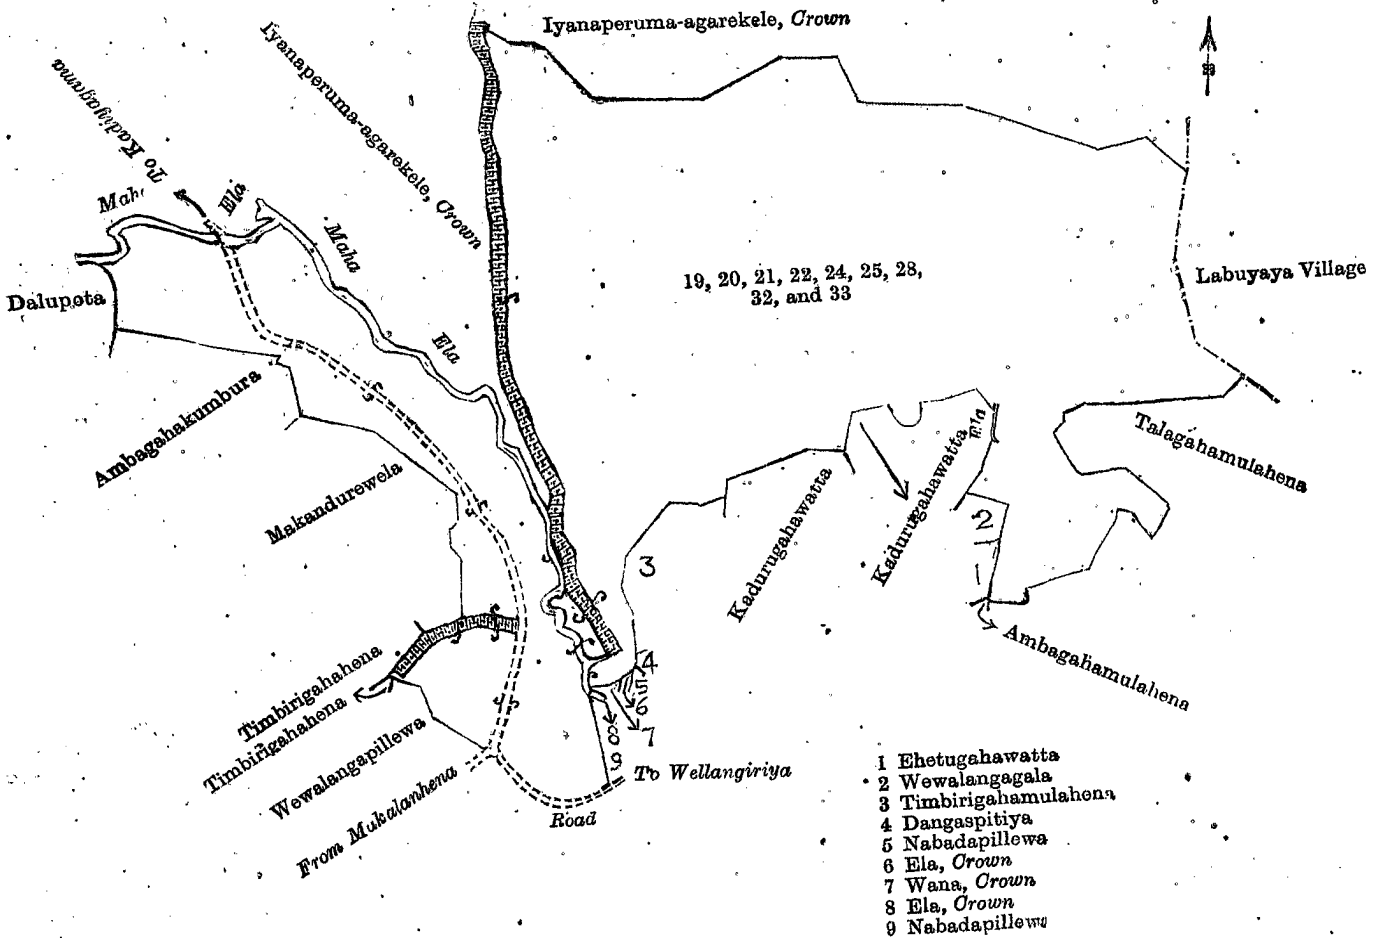 Iyanaperuma-agarekele, Crown
Iyanaperuma-agarekele, Crown
To Kadiyagama
Maha
Ela
Maha
Ela
Dalupota
19, 20, 21, 22, 24, 25, 28,
32, and 33
Labuyaya Village
Talagahamulahena
Ambagahakumbura
Makandurewela
Kadurugahawatta
Kadurugahawatta
Ela
2
1
3
Ambagahamulahena
4
5
6
7
8
9
Timbirigahahena
Timbirigahahena
Wewalangapillewa
From Mukalanhena
To Wellangiriya
Road
1 Ehetugahawatta
2 Wewalangagala
3 Timbirigahamulahena
4 Dangaspitiya
5 Nabadapillewa
6 Ela, Crown
7 Wana, Crown
8 Ela, Crown
9 Nabadapillewa